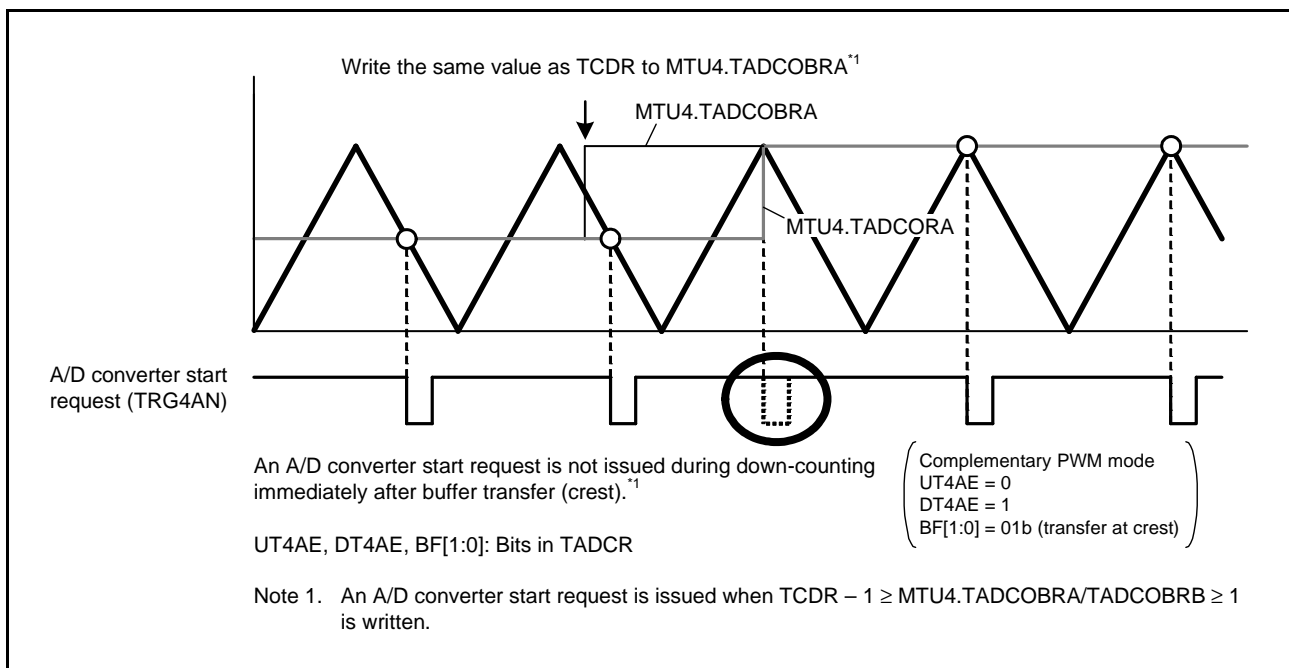 Write the same value as TCDR to MTU4.TADCOBRA*1
MTU4.TADCOBRA
MTU4.TADCORA
A/D converter start
request (TRG4AN)
An A/D converter start request is not issued during down-counting
immediately after buffer transfer (crest).*1
Complementary PWM mode
UT4AE = 0
DT4AE = 1
BF[1:0] = 01b (transfer at crest)
UT4AE, DT4AE, BF[1:0]: Bits in TADCR
Note 1. An A/D converter start request is issued when TCDR – 1 ≥ MTU4.TADCOBRA/TADCOBRB ≥ 1
is written.